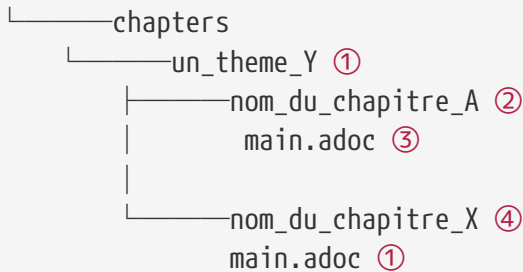 └──────chapters
└──────un_theme_Y ①
├──────nom_du_chapitre_A ②
│ main.adoc ③
│
└──────nom_du_chapitre_X ④
main.adoc ①